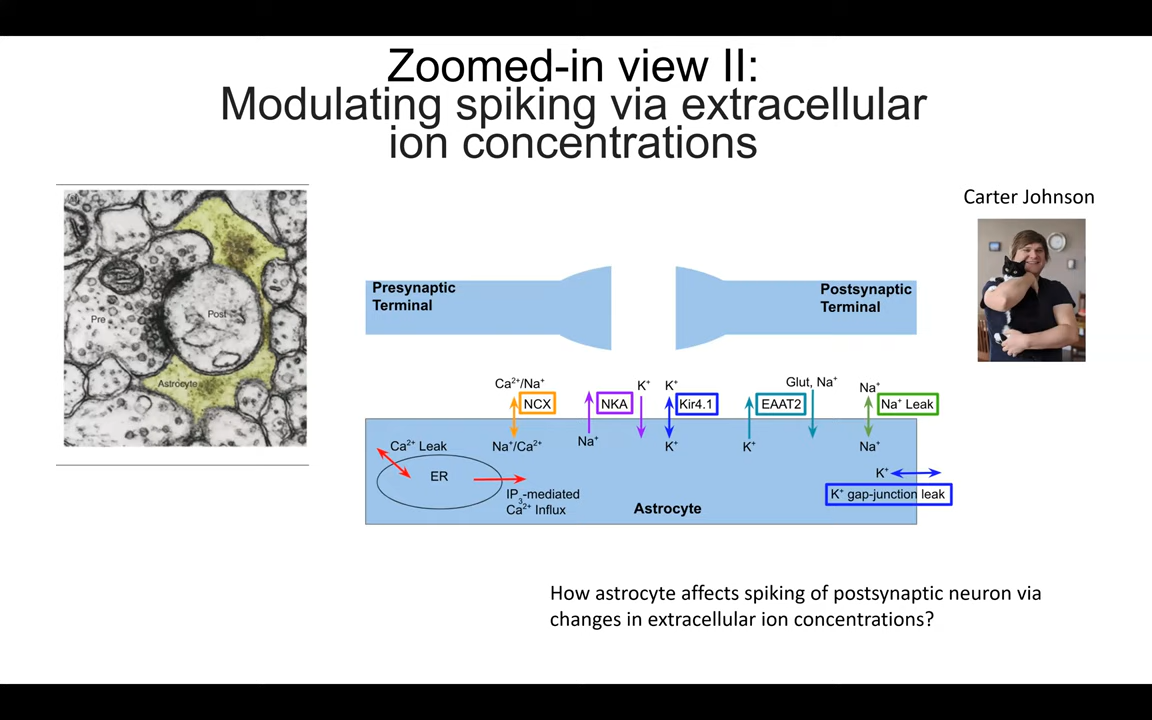 Zoomed-in view II:
Modulating spiking via extracellular
ion concentrations
Carter Johnson
Pre
Post
Astrocyte
Presynaptic
Terminal
Postsynaptic
Terminal
Ca²⁺/Na⁺
NCX
Na⁺/Ca²⁺
NKA
K⁺
Na⁺
K⁺
Kir4.1
K⁺
Glut, Na⁺
EAAT2
K⁺
Na⁺
Na⁺ Leak
Na⁺
Ca²⁺ Leak
ER
IP₃-mediated
Ca²⁺ Influx
Astrocyte
K⁺
K⁺ gap-junction leak
How astrocyte affects spiking of postsynaptic neuron via
changes in extracellular ion concentrations?